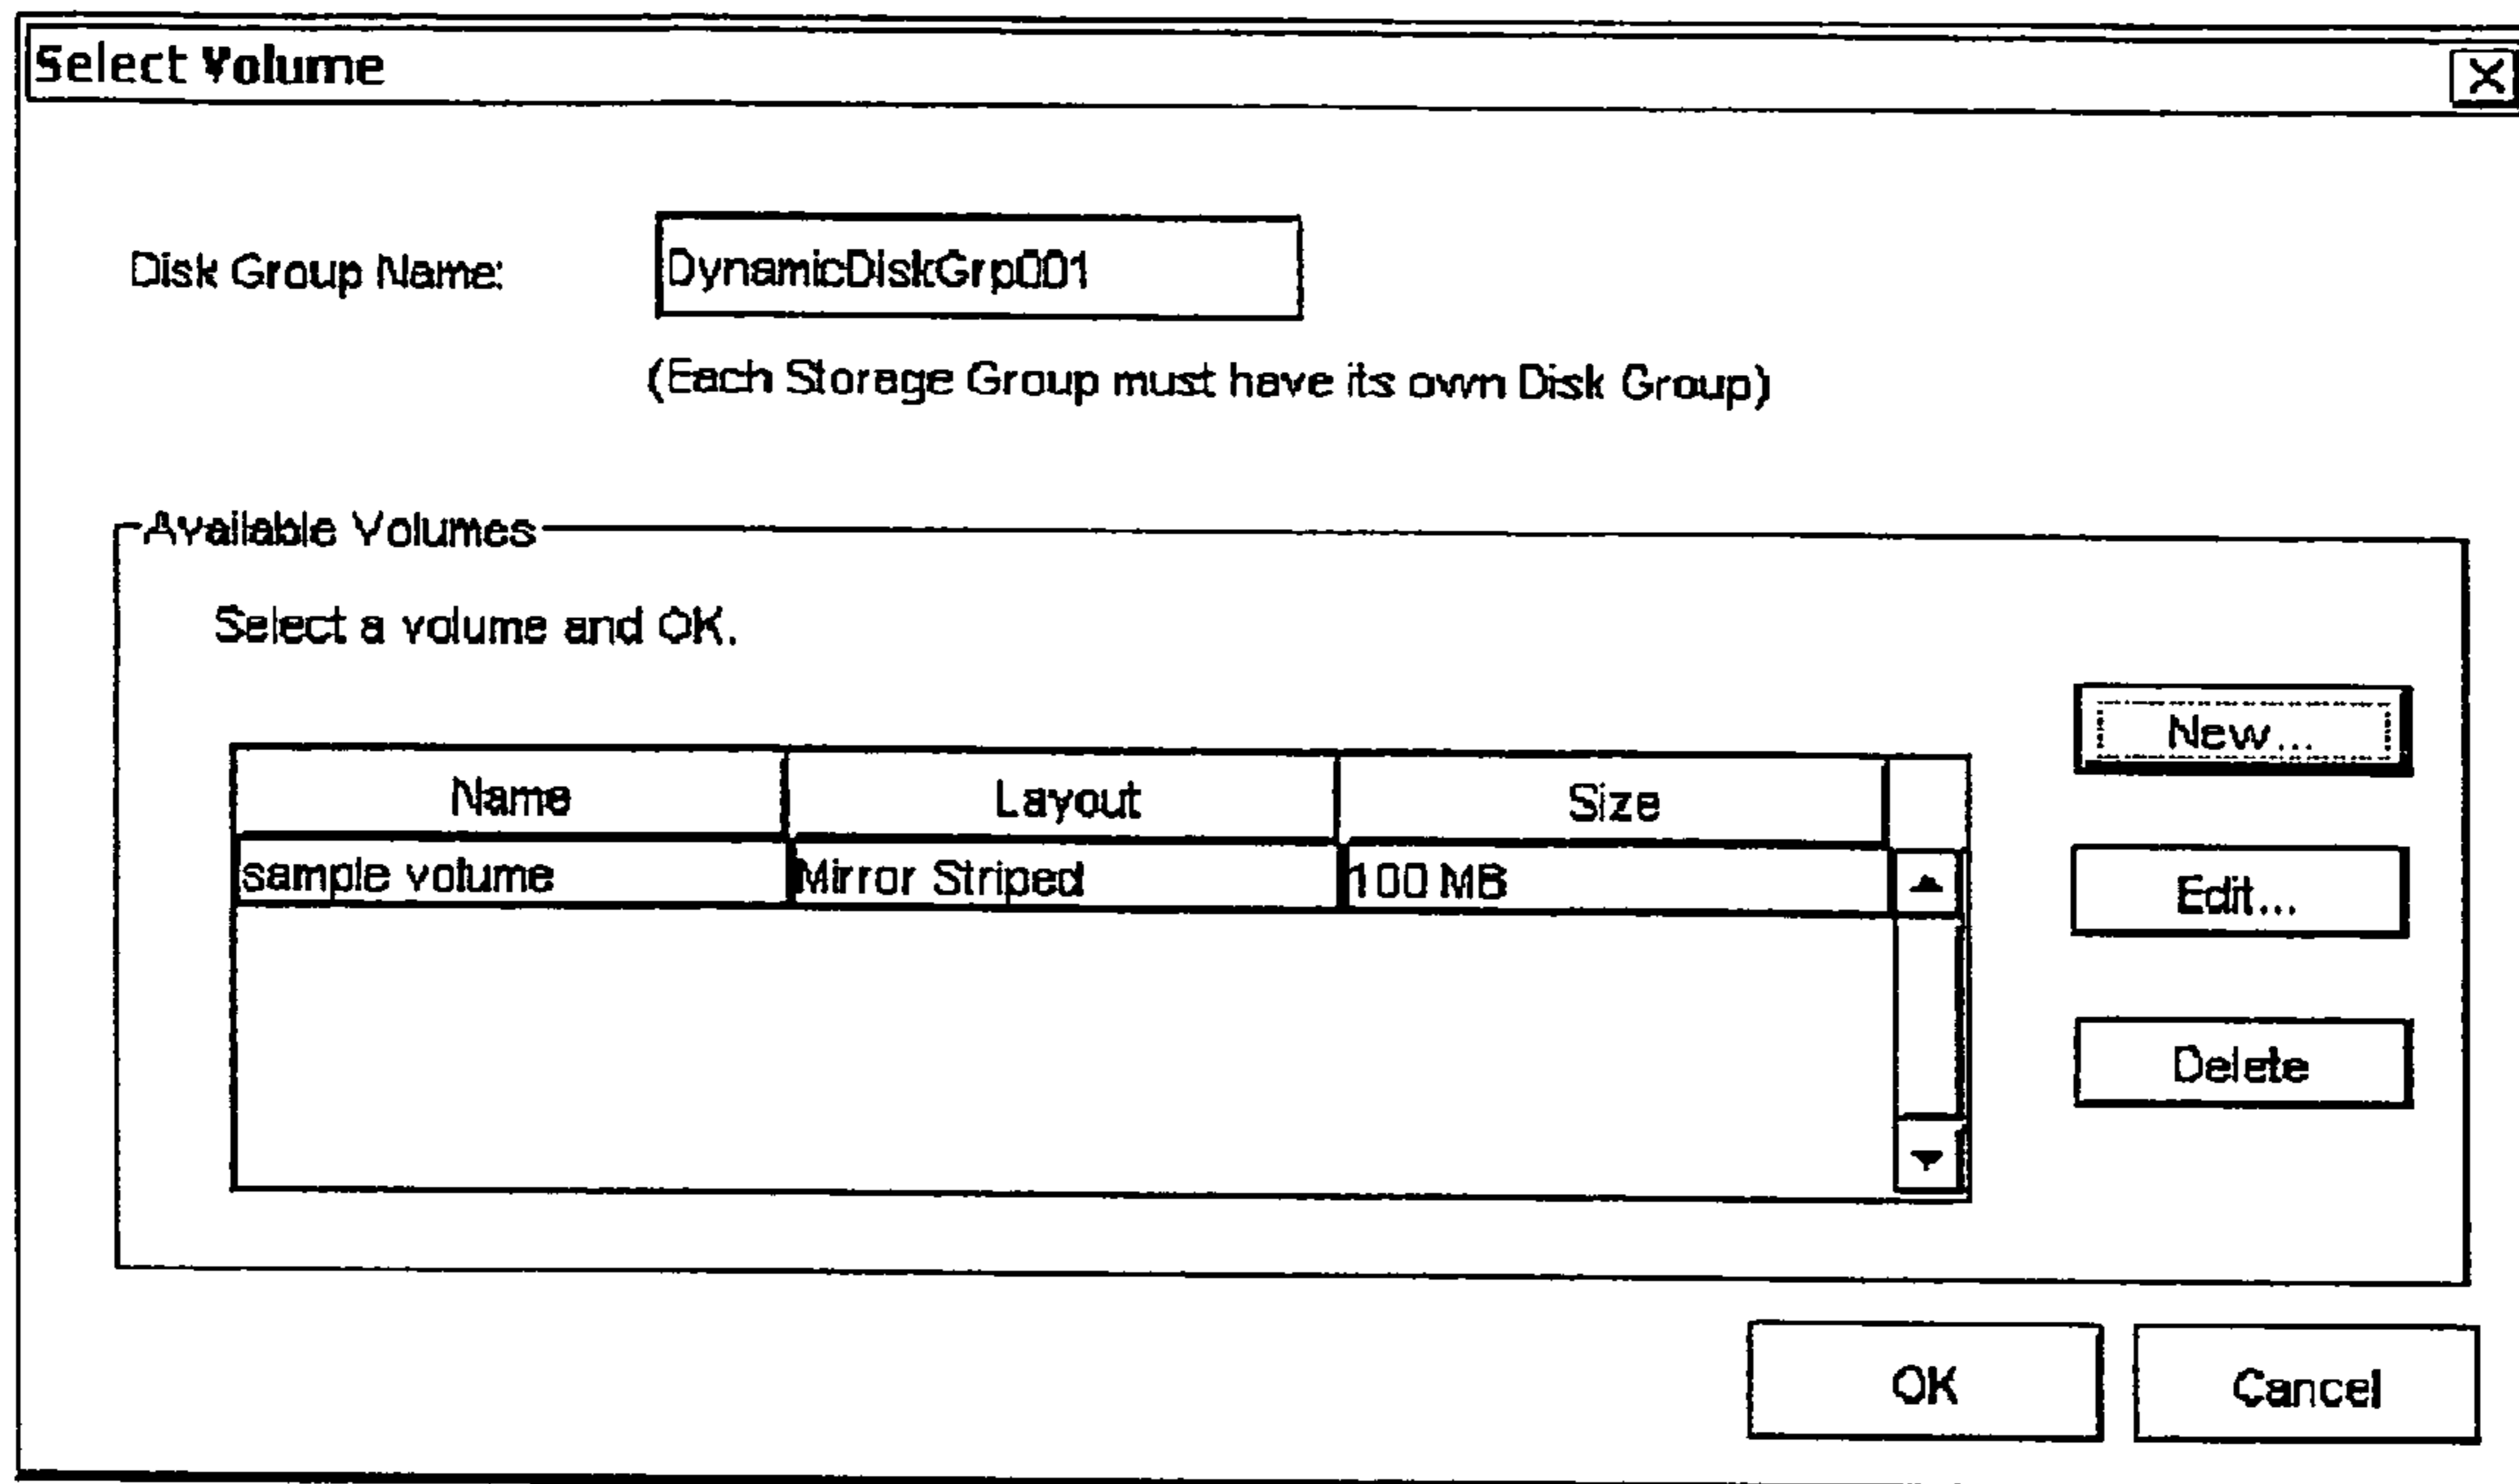 Select Volume
Disk Group Name:
DynamicDiskGrp001
(Each Storage Group must have its own Disk Group)
Available Volumes
Select a volume and OK.
New...
Name Layout Size
sample volume Mirror Striped 100 MB
Edit...
Delete
OK Cancel